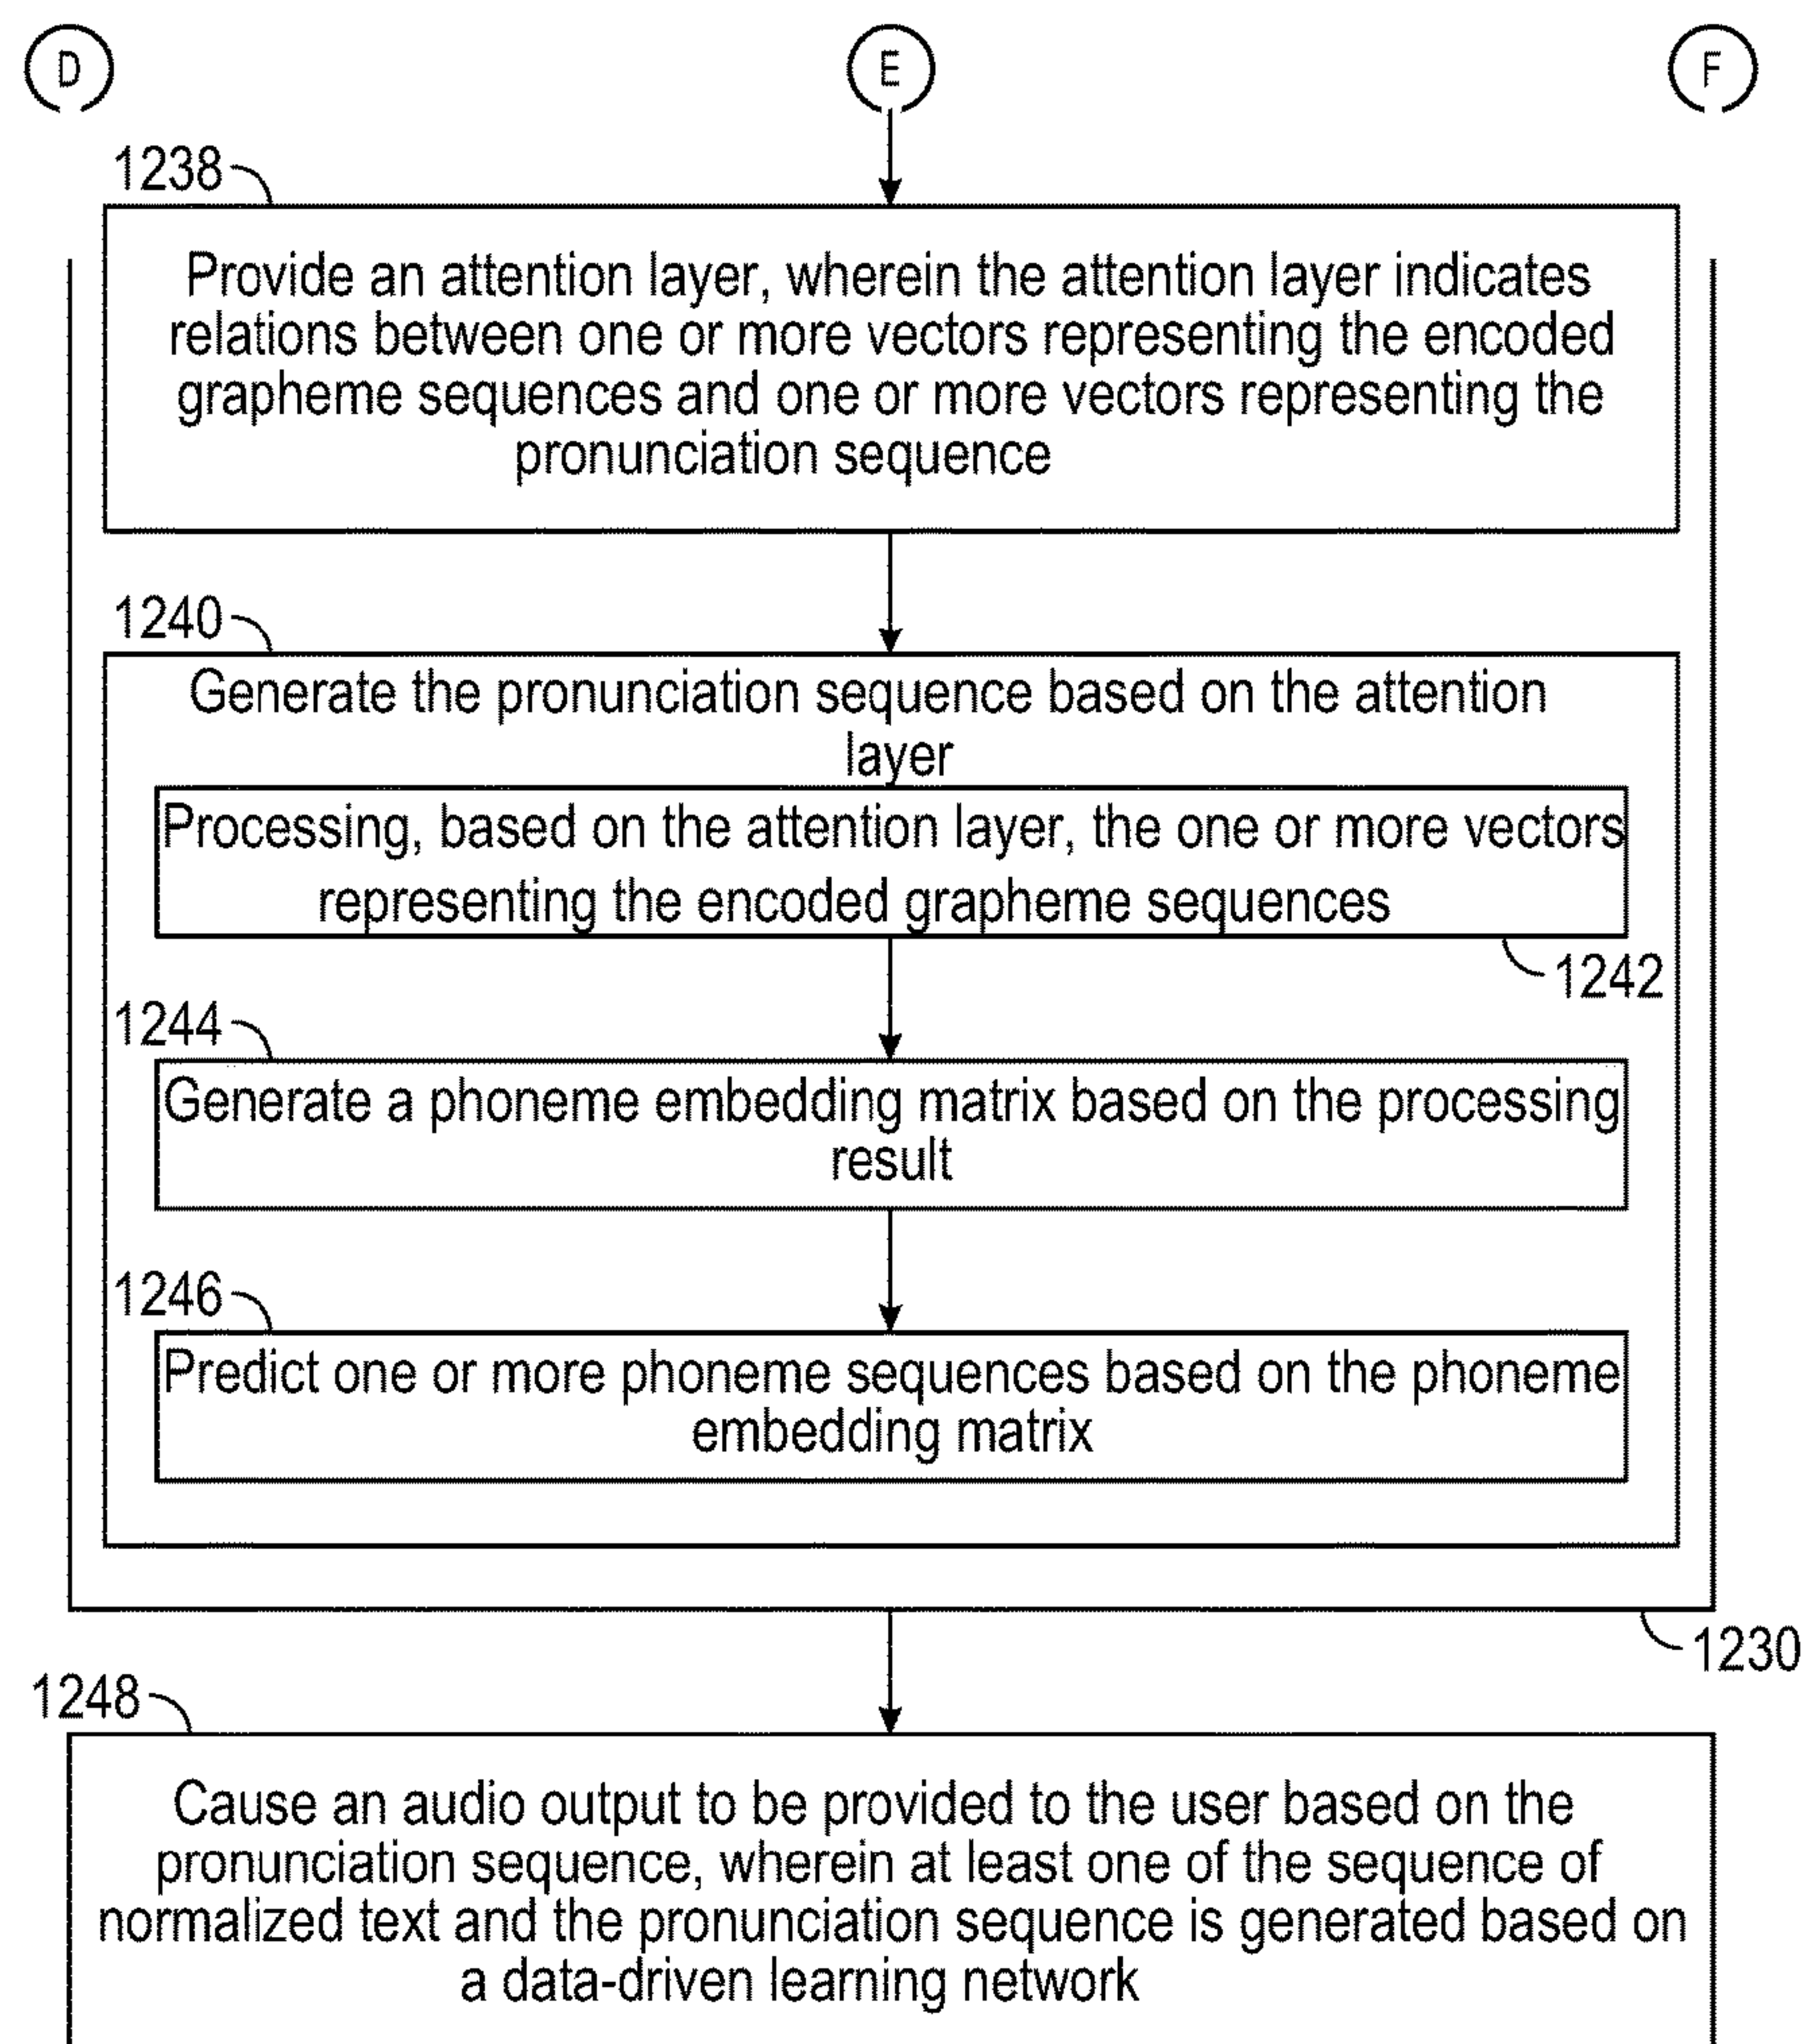 D
E
F
1238
Provide an attention layer, wherein the attention layer indicates
relations between one or more vectors representing the encoded
grapheme sequences and one or more vectors representing the
pronunciation sequence
1240
Generate the pronunciation sequence based on the attention
layer
Processing, based on the attention layer, the one or more vectors
representing the encoded grapheme sequences
1242
1244
Generate a phoneme embedding matrix based on the processing
result
1246
Predict one or more phoneme sequences based on the phoneme
embedding matrix
1230
1248
Cause an audio output to be provided to the user based on the
pronunciation sequence, wherein at least one of the sequence of
normalized text and the pronunciation sequence is generated based on
a data-driven learning network